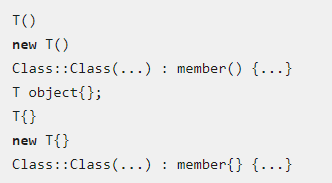 T()
new T()
Class::Class(...) : member() {...}
T object{};
T{}
new T{}
Class::Class(...) : member{} {...}